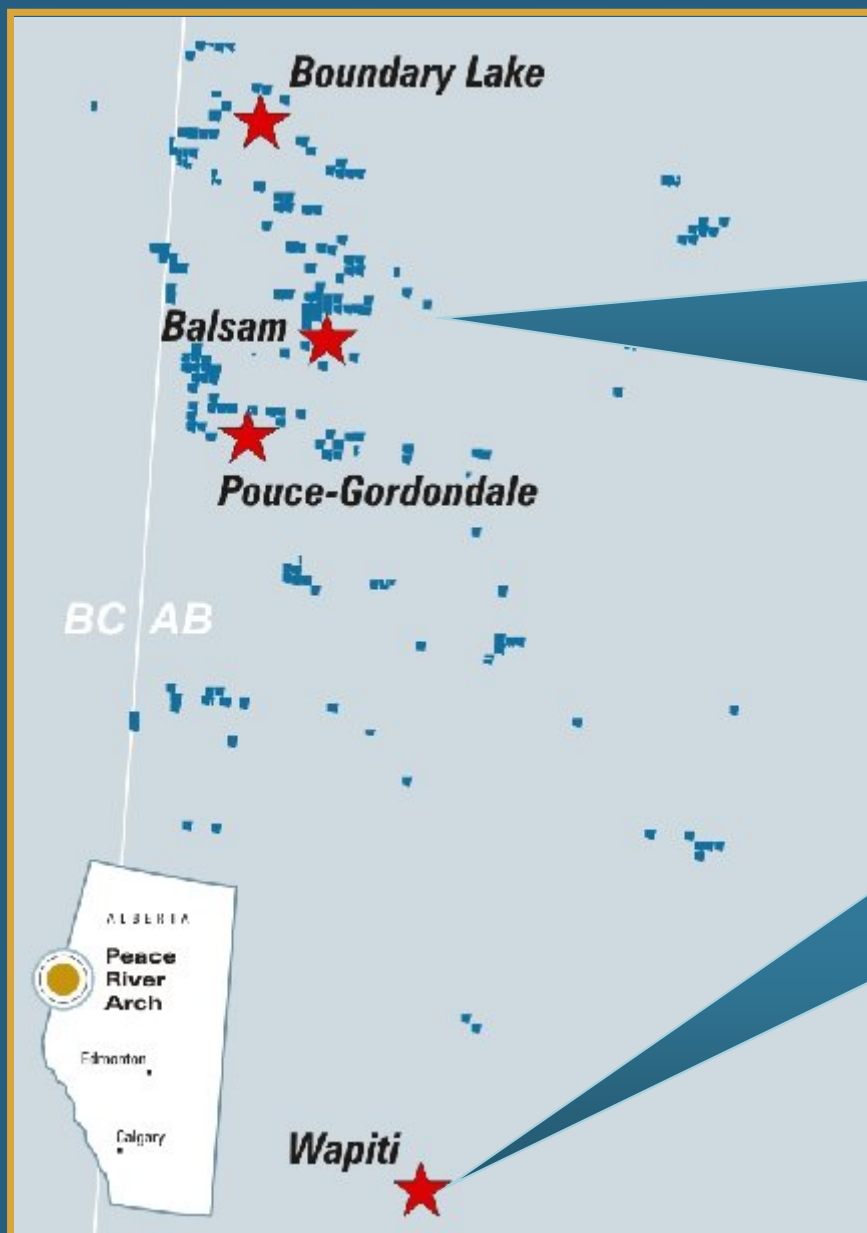 Boundary Lake
Balsam
Pouce-Gordondale
BC AB
ALBERTA
Peace
River
Arch
Edmonton
Calgary
Wapiti